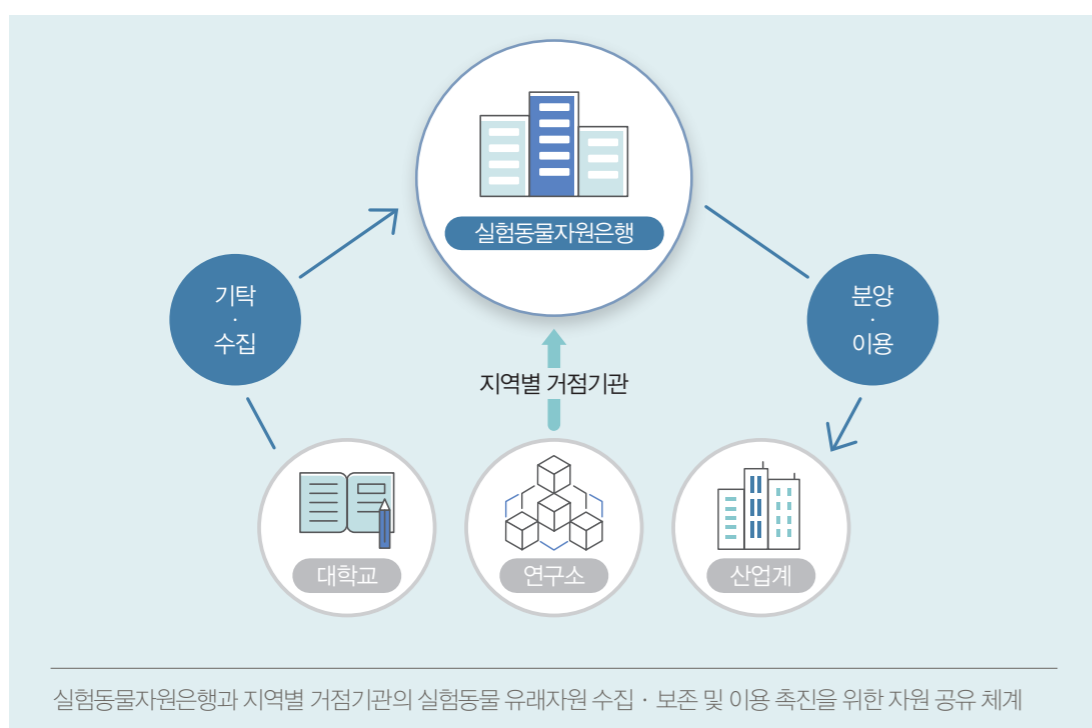 실험동물자원은행
기탁
·
수집
분양
·
이용
지역별 거점기관
대학교
연구소
산업계
실험동물자원은행과 지역별 거점기관의 실험동물 유래자원 수집 · 보존 및 이용 촉진을 위한 자원 공유 체계